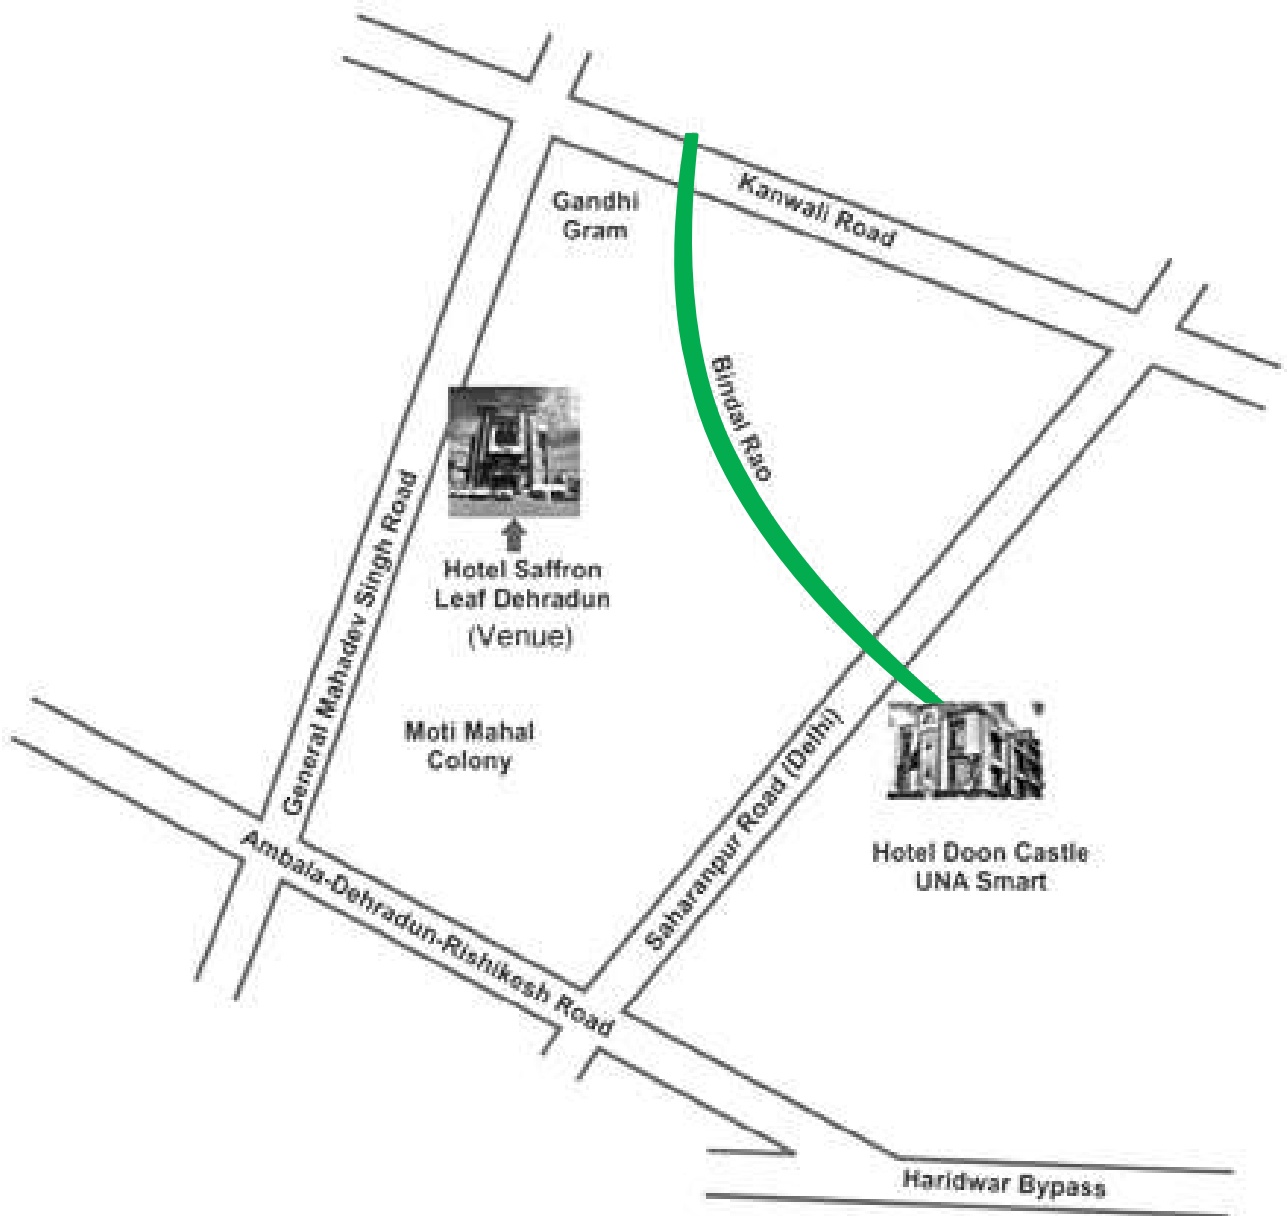 Gandhi
Gram
Kanwali Road
Bindal Rao
General Mahadev Singh Road
Hotel Saffron
Leaf Dehradun
(Venue)
Moti Mahal
Colony
Saharanpur Road (Delhi)
Hotel Doon Castle
UNA Smart
Ambala-Dehradun-Rishikesh Road
Haridwar Bypass